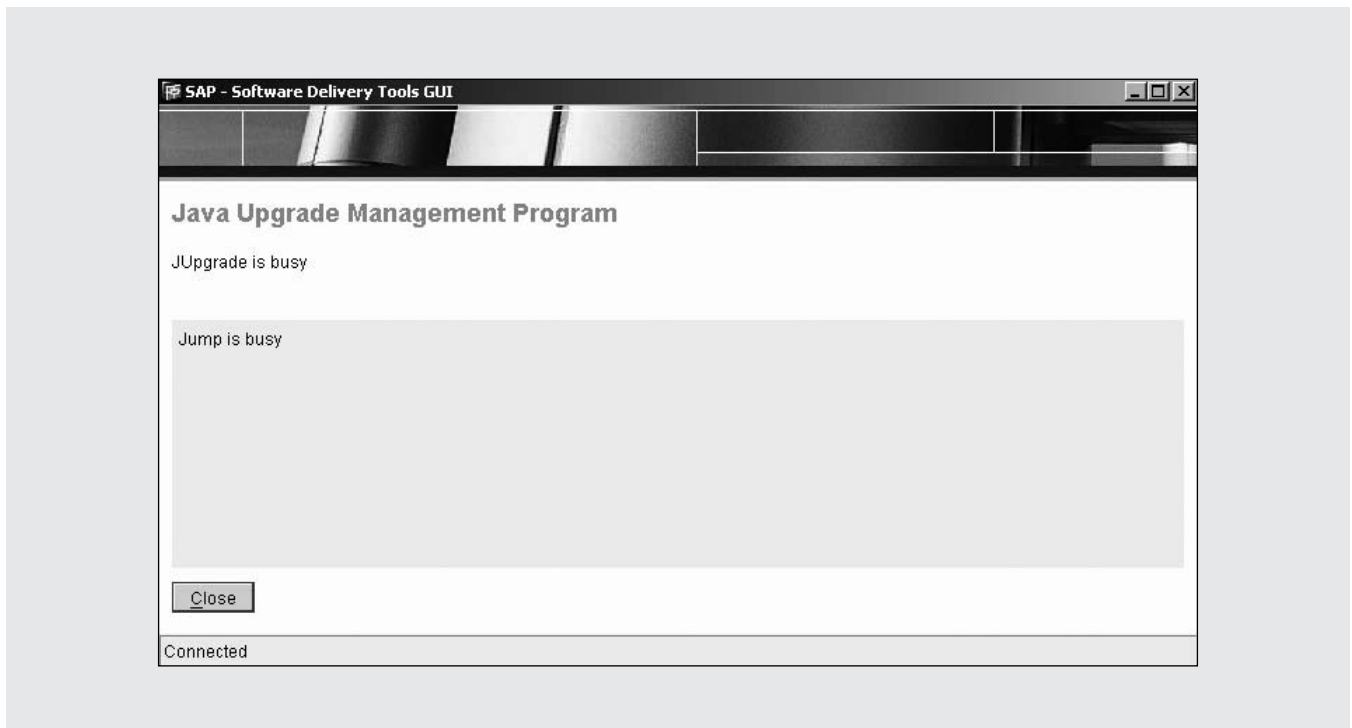 SAP - Software Delivery Tools GUI
Java Upgrade Management Program
JUpgrade is busy
Jump is busy
Close
Connected